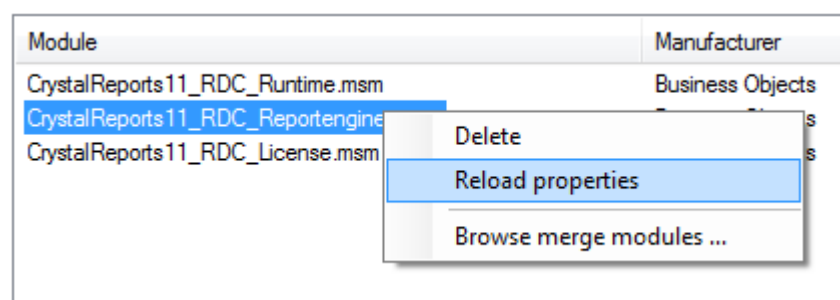 Module Manufacturer
CrystalReports11_RDC_Runtime.msm Business Objects
CrystalReports11_RDC_Reportengine
CrystalReports11_RDC_License.msm
Delete
Reload properties
Browse merge modules ...